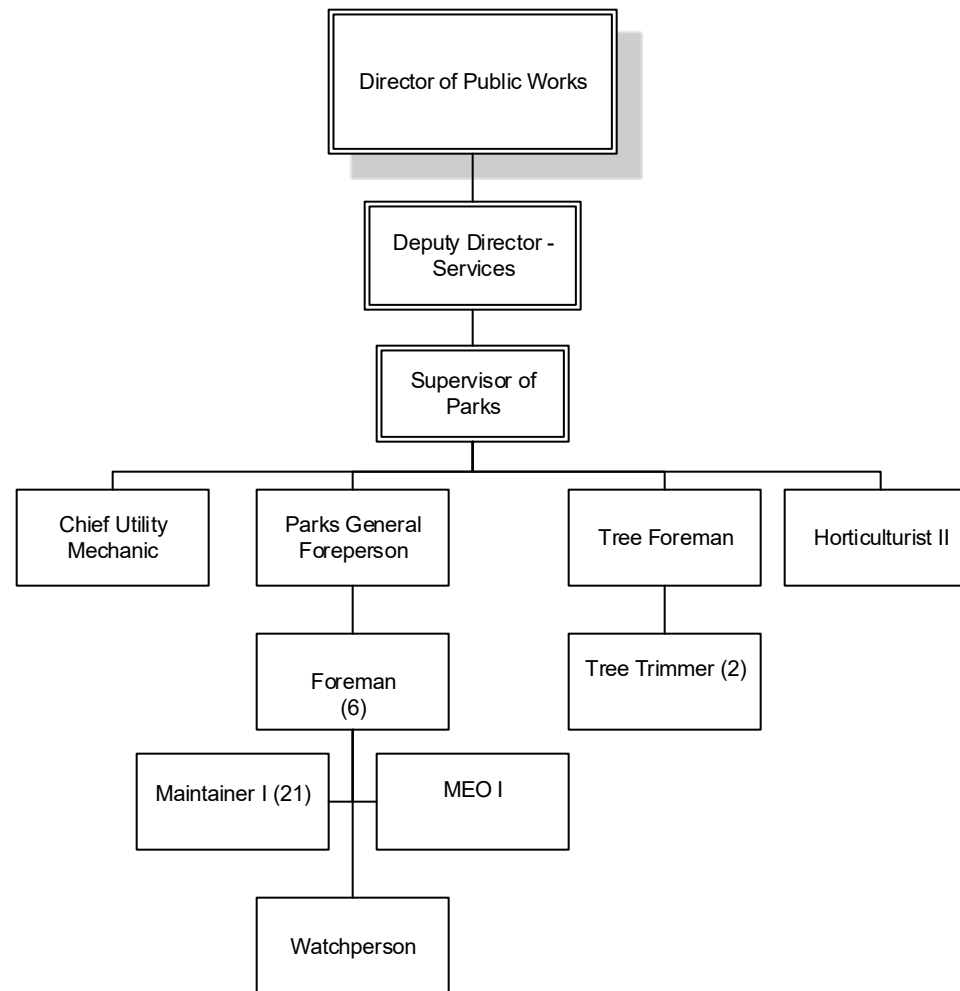 Director of Public Works
Deputy Director -
Services
Supervisor of
Parks
Chief Utility
Mechanic
Parks General
Foreperson
Tree Foreman
Horticulturist II
Foreman
(6)
Tree Trimmer (2)
Maintainer I (21)
MEO I
Watchperson